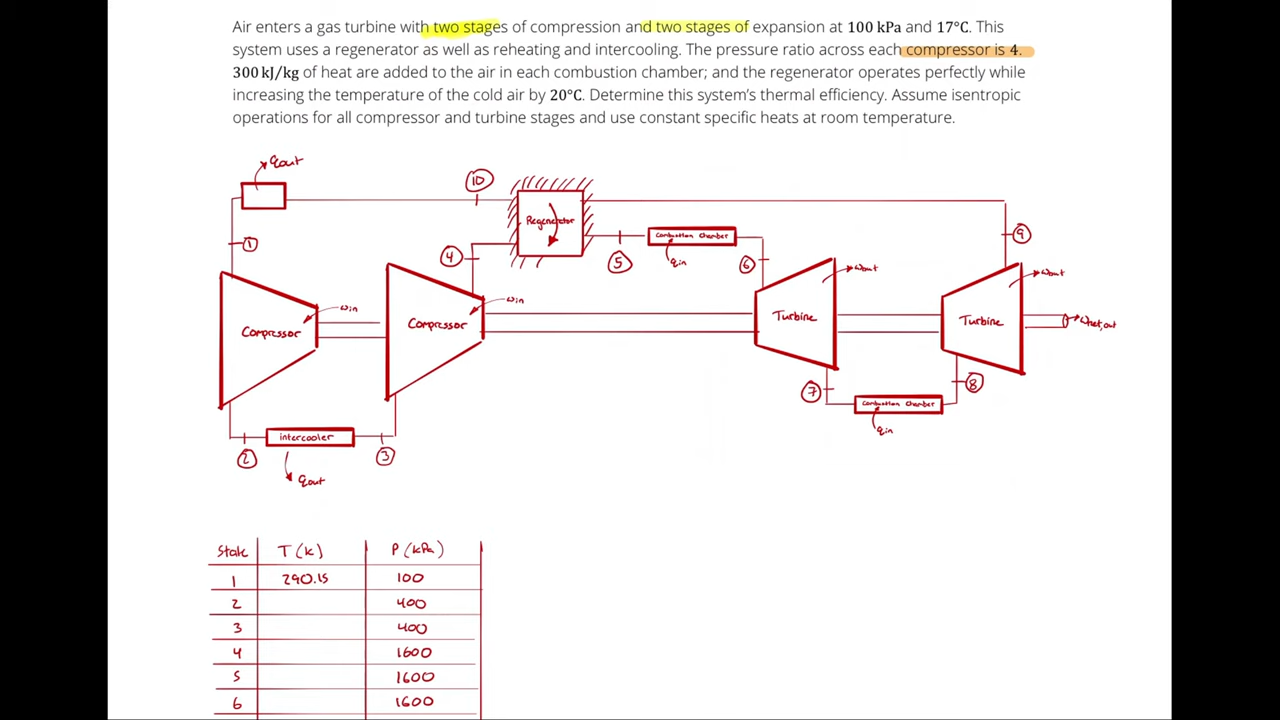 Air enters a gas turbine with two stages of compression and two stages of expansion at 100 kPa and 17°C. This
system uses a regenerator as well as reheating and intercooling. The pressure ratio across each compressor is 4.
300 kJ/kg of heat are added to the air in each combustion chamber; and the regenerator operates perfectly while
increasing the temperature of the cold air by 20°C. Determine this system's thermal efficiency. Assume isentropic
operations for all compressor and turbine stages and use constant specific heats at room temperature.
qout
10
Regenerator
1
4
5
Combustion Chamber
qin
6
9
Compressor
win
Compressor
win
Turbine
wout
Turbine
wout
wnet,out
2
intercooler
3
qout
7
Combustion Chamber
8
qin
State T(K) P(kPa)
1 290.15 100
2 400
3 400
4 1600
5 1600
6 1600